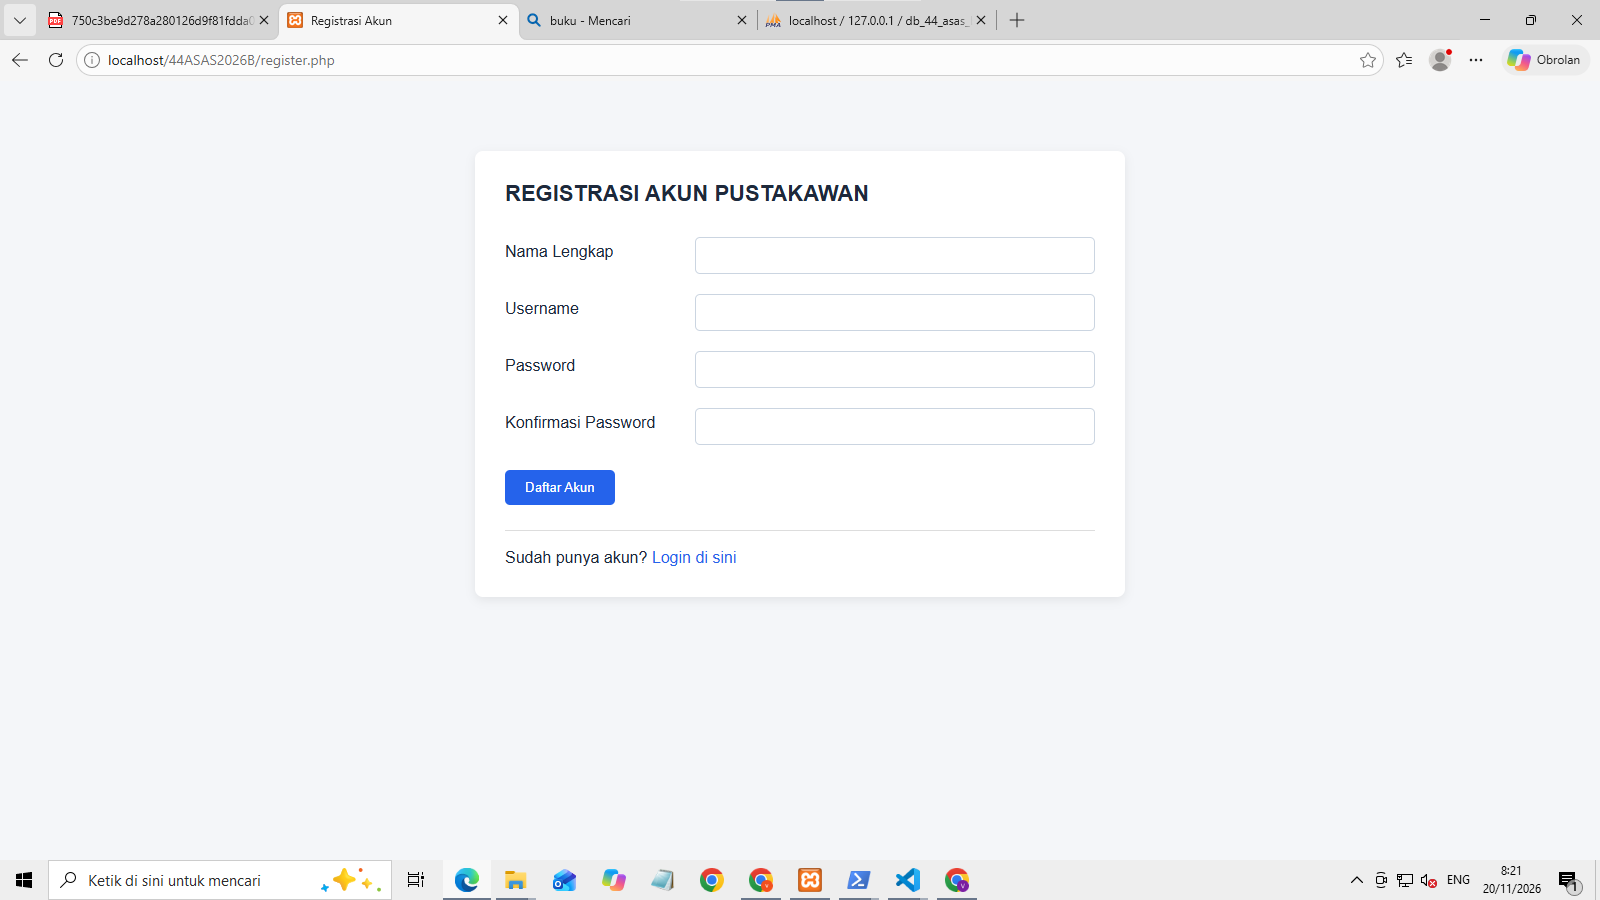 750c3be9d278a280126d9f81fdda
Registrasi Akun
buku - Mencari
localhost / 127.0.0.1 / db_44_asas_
localhost/44ASAS2026B/register.php
Obrolan
REGISTRASI AKUN PUSTAKAWAN
Nama Lengkap
Username
Password
Konfirmasi Password
Daftar Akun
Sudah punya akun? Login di sini
Ketik di sini untuk mencari
ENG
8:21
20/11/2026
1